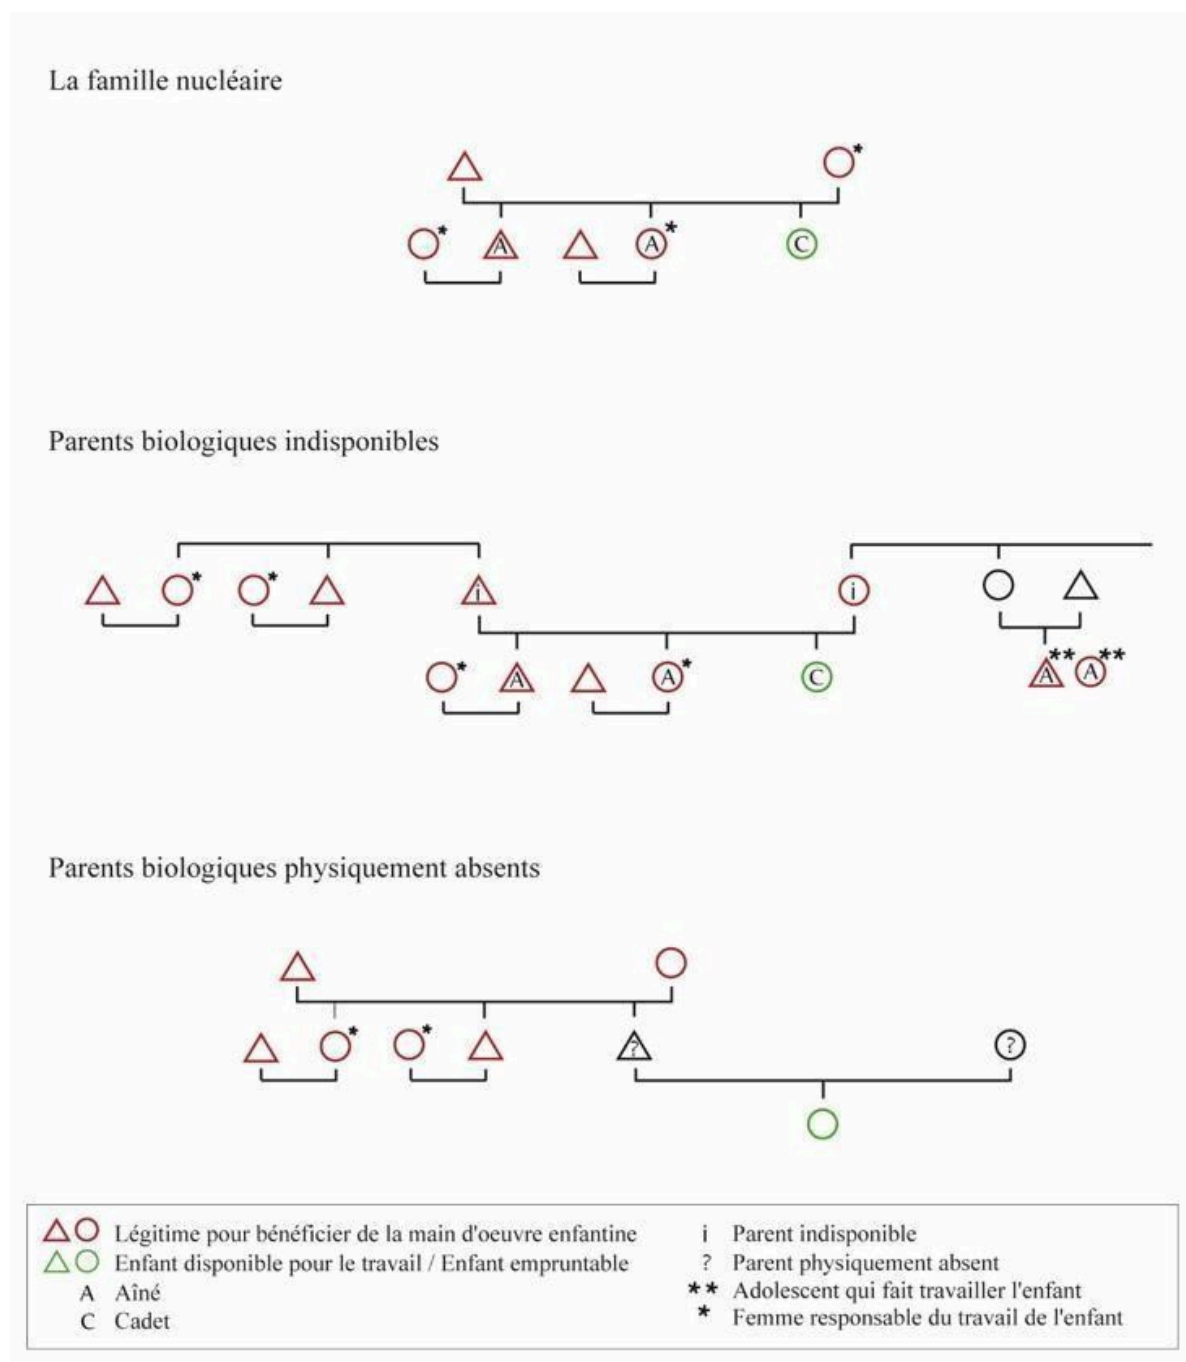 La famille nucléaire
*
* A A * C
Parents biologiques indisponibles
* * i i
* A A * C A ** A **
Parents biologiques physiquement absents
* * ? ?
Légitime pour bénéficier de la main d'oeuvre enfantine
Enfant disponible pour le travail / Enfant empruntable
A Aîné
C Cadet
i Parent indisponible
? Parent physiquement absent
** Adolescent qui fait travailler l'enfant
* Femme responsable du travail de l'enfant